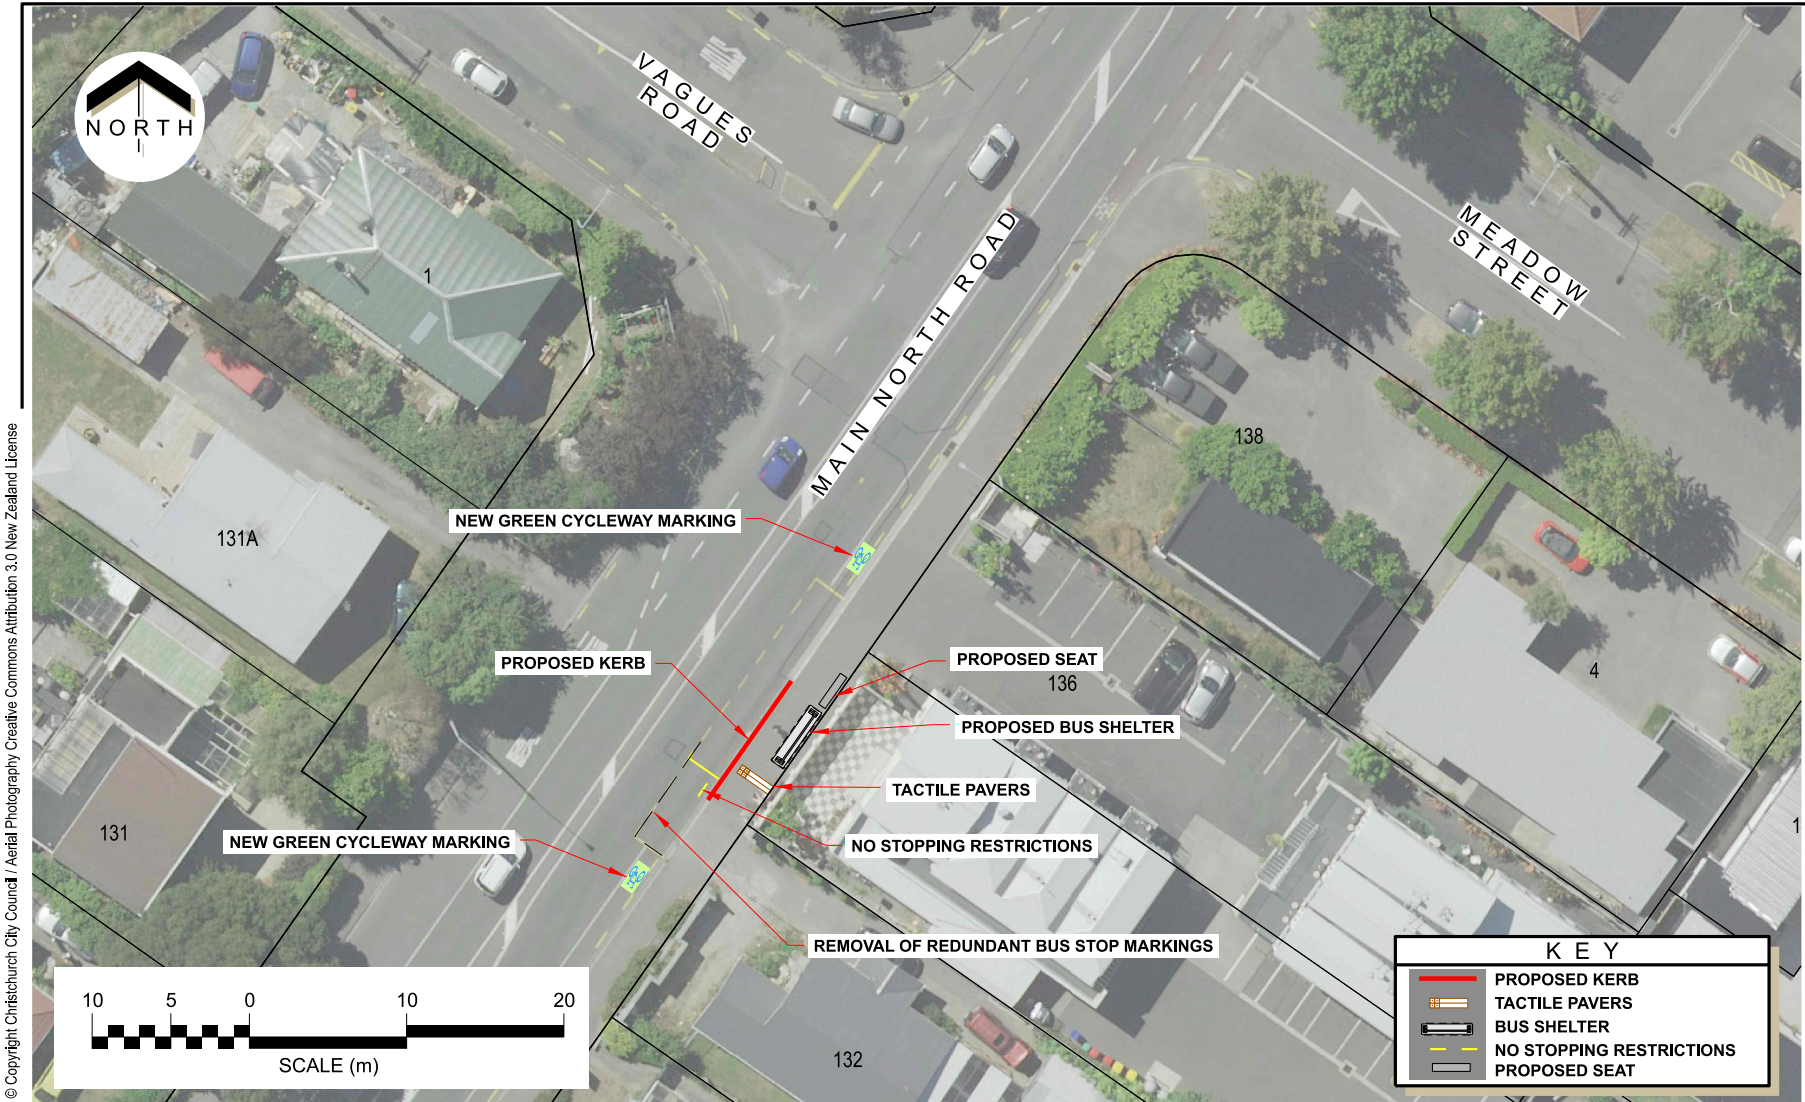 NORTH
VAGUES
ROAD
MAIN NORTH ROAD
MEADOW
STREET
1
138
131A
NEW GREEN CYCLEWAY MARKING
PROPOSED KERB
PROPOSED SEAT
136
4
PROPOSED BUS SHELTER
TACTILE PAVERS
131
NEW GREEN CYCLEWAY MARKING
NO STOPPING RESTRICTIONS
1
REMOVAL OF REDUNDANT BUS STOP MARKINGS
132
10 5 0 10 20
SCALE (m)
KEY
PROPOSED KERB
TACTILE PAVERS
BUS SHELTER
NO STOPPING RESTRICTIONS
PROPOSED SEAT
© Copyright Christchurch City Council / Aerial Photography Creative Commons Attribution 3.0 New Zealand License